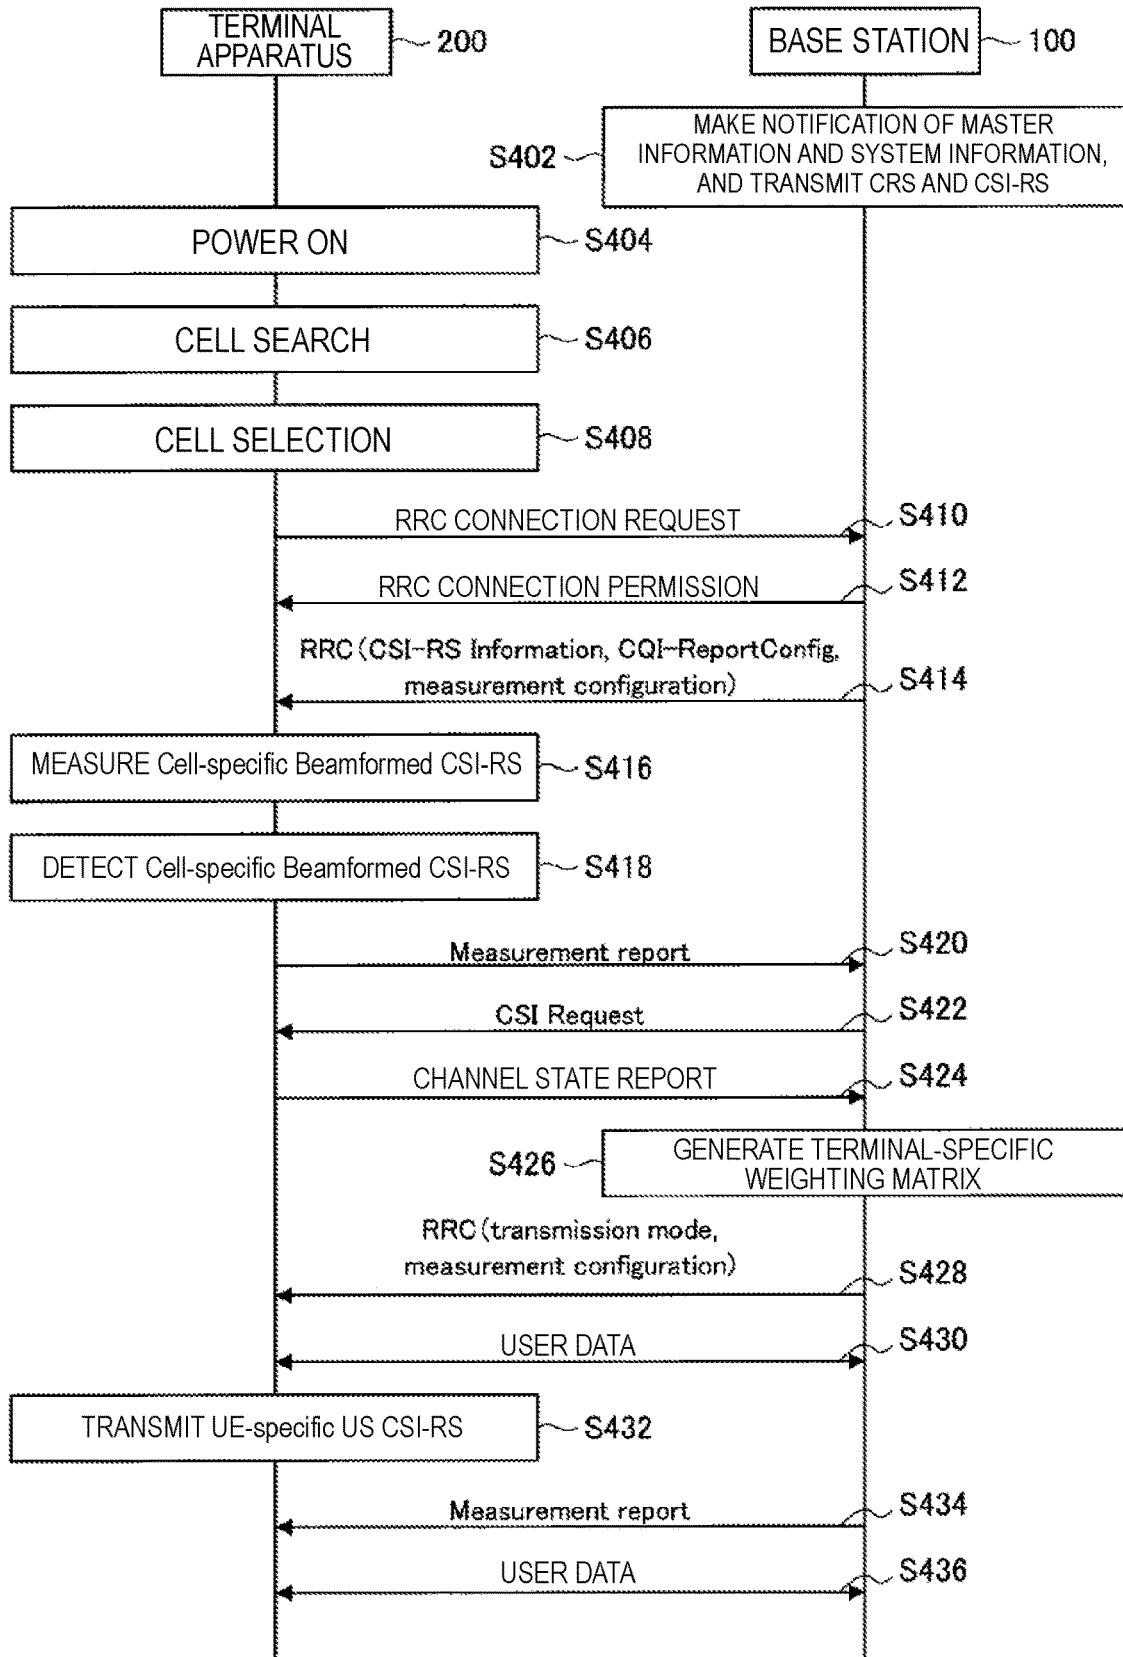 TERMINAL
APPARATUS
200
BASE STATION
100
S402
MAKE NOTIFICATION OF MASTER
INFORMATION AND SYSTEM INFORMATION,
AND TRANSMIT CRS AND CSI-RS
POWER ON
S404
CELL SEARCH
S406
CELL SELECTION
S408
RRC CONNECTION REQUEST
S410
RRC CONNECTION PERMISSION
S412
RRC(CSI-RS Information, CQI-ReportConfig,
measurement configuration)
S414
MEASURE Cell-specific Beamformed CSI-RS
S416
DETECT Cell-specific Beamformed CSI-RS
S418
Measurement report
S420
CSI Request
S422
CHANNEL STATE REPORT
S424
S426
GENERATE TERMINAL-SPECIFIC
WEIGHTING MATRIX
RRC(transmission mode,
measurement configuration)
S428
USER DATA
S430
TRANSMIT UE-specific US CSI-RS
S432
Measurement report
S434
USER DATA
S436